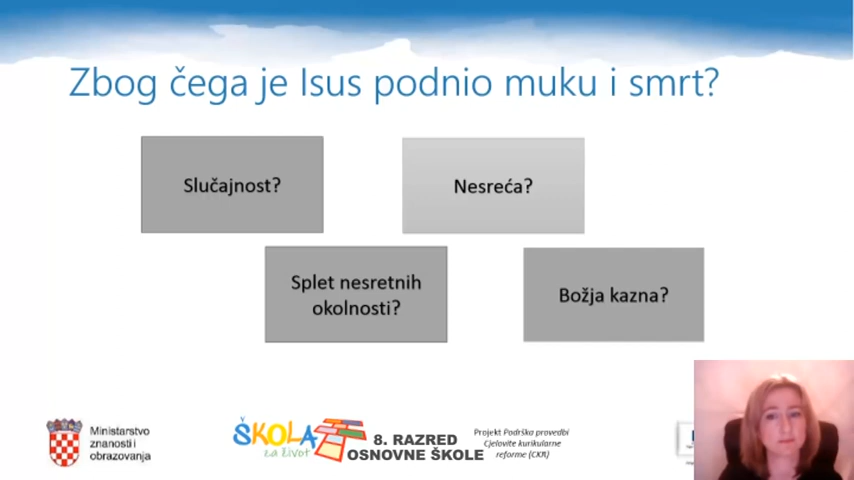 Zbog čega je Isus podnio muku i smrt?
Slučajnost?
Nesreća?
Splet nesretnih
okolnosti?
Božja kazna?
Ministarstvo
znanosti i
obrazovanja
ŠKOLA
za život
8. RAZRED
OSNOVNE ŠKOLE
Projekt Podrška provedbi
Cjelovite kurikularne
reforme (CKR)